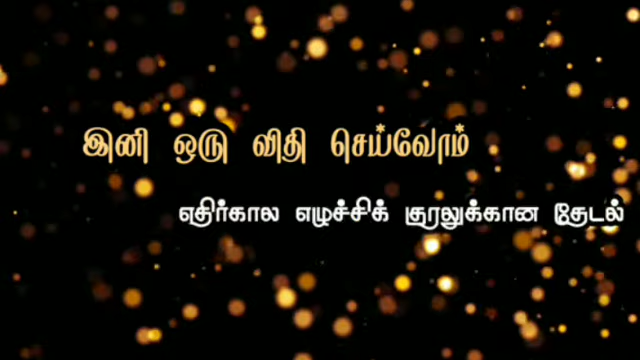 இனி ஒரு விதி செய்வோம்
எதிர்கால எழுச்சிக் குரலுக்கான தேடல்